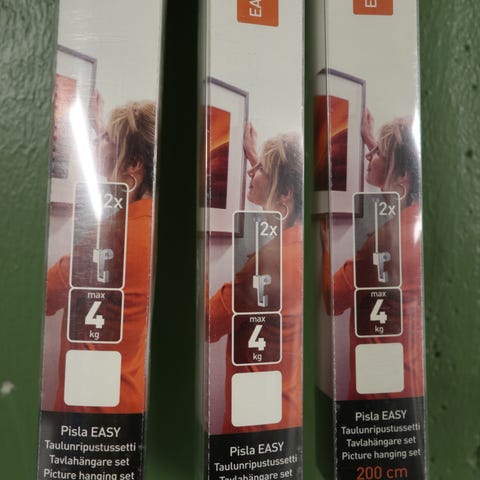 2x
max
4
kg
Pisla EASY
Taulunripustussetti
Tavlahängare set
Picture hanging set
EA
2x
max
4
kg
Pisla EASY
Taulunripustussetti
Tavlahängare set
Picture hanging set
E
2x
max
4
kg
Pisla EASY
Taulunripustussetti
Tavlahängare set
Picture hanging set
200 cm